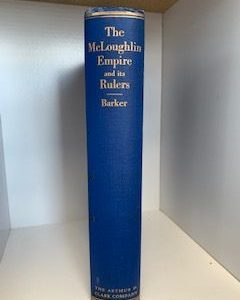 The
McLoughlin
Empire
and its
Rulers
Barker
THE ARTHUR H.
CLARK COMPANY